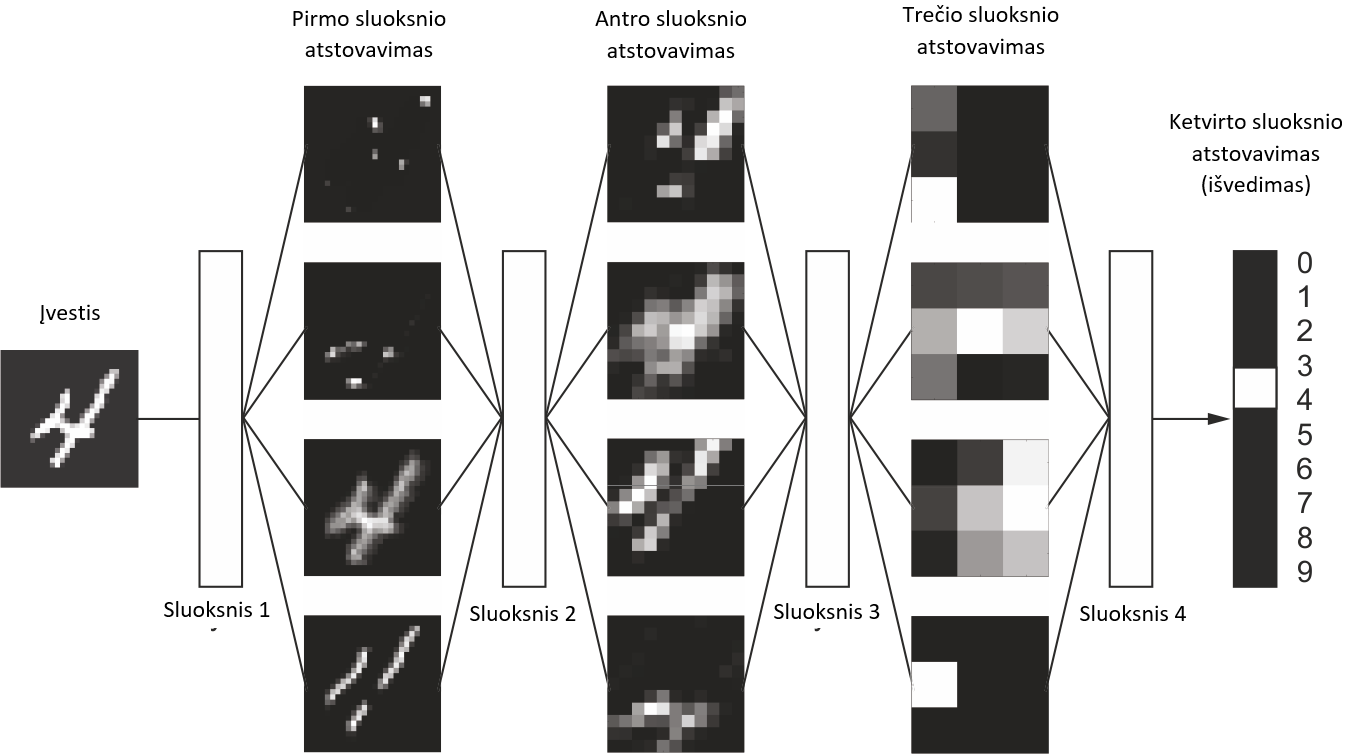 Pirmo sluoksnio
atstovavimas
Antro sluoksnio
atstovavimas
Trečio sluoksnio
atstovavimas
Ketvirto sluoksnio
atstovavimas
(išvedimas)
Įvestis
0
1
2
3
4
5
6
7
8
9
Sluoksnis 1
Sluoksnis 2
Sluoksnis 3
Sluoksnis 4